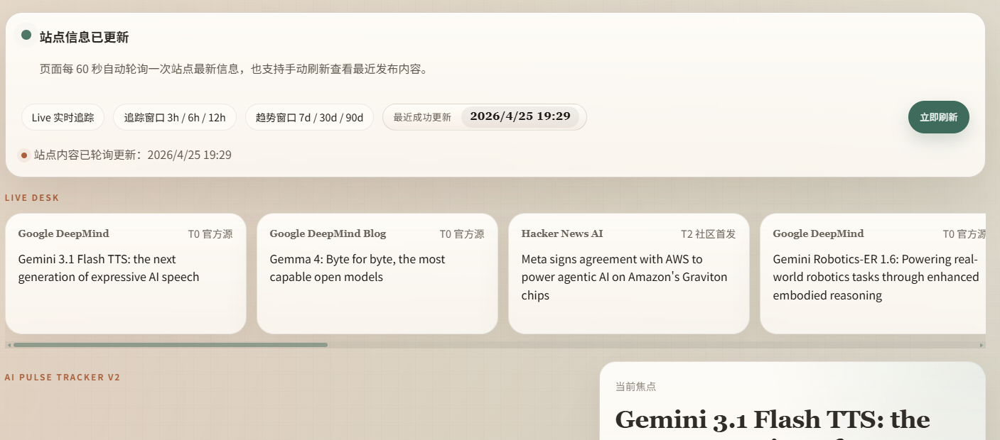 站点信息已更新
页面每 60 秒自动轮询一次站点最新信息，也支持手动刷新查看最近发布内容。
Live 实时追踪
追踪窗口 3h / 6h / 12h
趋势窗口 7d / 30d / 90d
最近成功更新 2026/4/25 19:29
立即刷新
站点内容已轮询更新：2026/4/25 19:29
LIVE DESK
Google DeepMind
T0 官方源
Gemini 3.1 Flash TTS: the next
generation of expressive AI speech
Google DeepMind Blog
T0 官方源
Gemma 4: Byte for byte, the most
capable open models
Hacker News AI
T2 社区首发
Meta signs agreement with AWS to
power agentic AI on Amazon's Graviton
chips
Google DeepMind
T0 官方源
Gemini Robotics-ER 1.6: Powering real-
world robotics tasks through enhanced
embodied reasoning
AI PULSE TRACKER V2
当前焦点
Gemini 3.1 Flash TTS: the